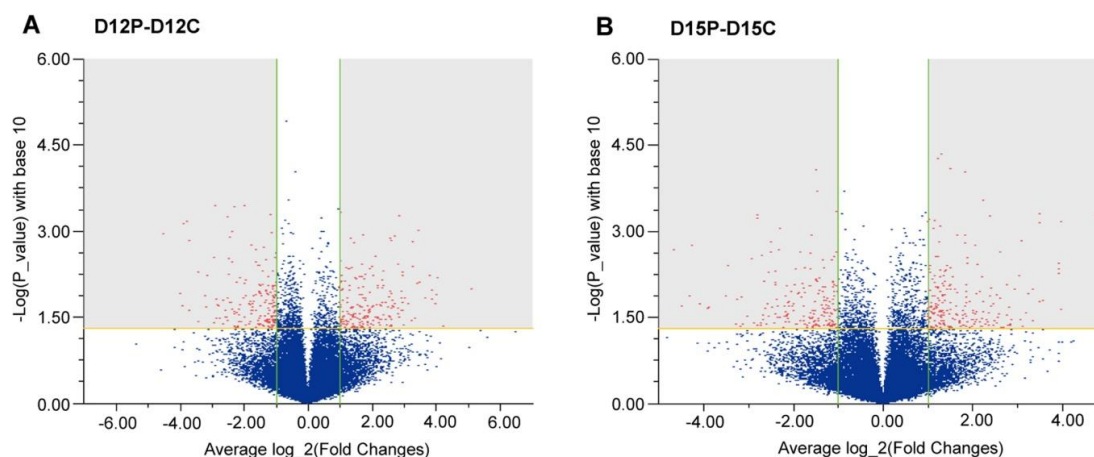 A
D12P-D12C
6.00
4.50
3.00
1.50
0.00
-Log(P_value) with base 10
-6.00 -4.00 -2.00 0.00 2.00 4.00 6.00
Average log_2(Fold Changes)
B
D15P-D15C
6.00
4.50
3.00
1.50
0.00
-Log(P_value) with base 10
-4.00 -2.00 0.00 2.00 4.00
Average log_2(Fold Changes)